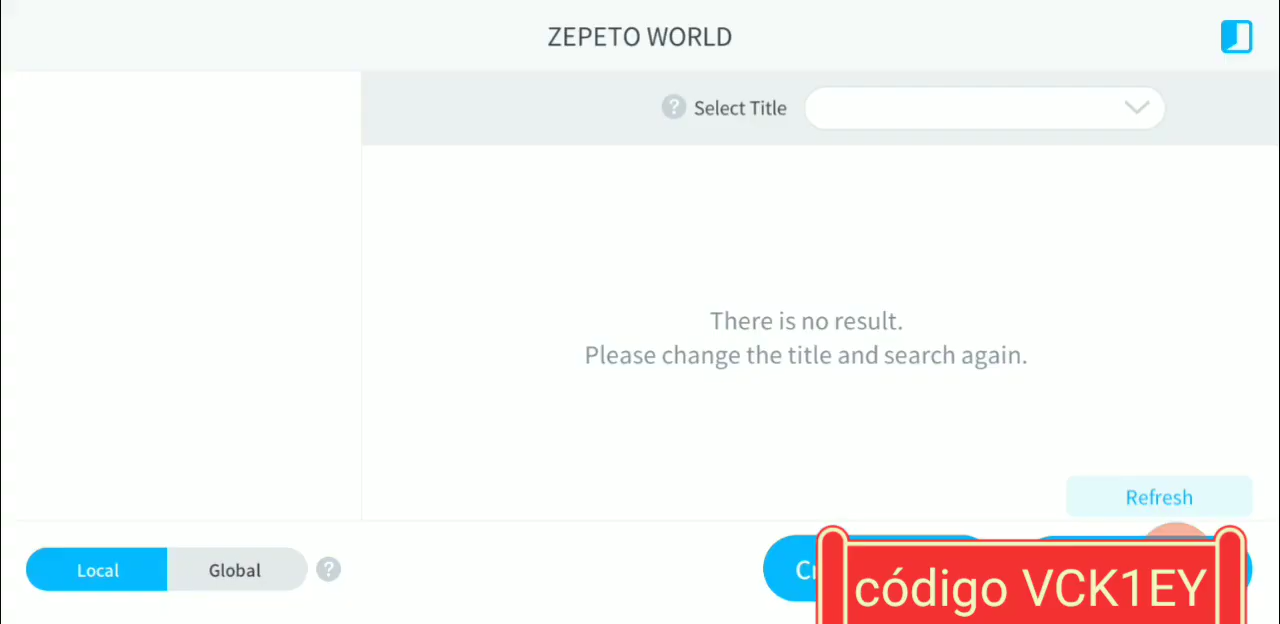 ZEPETO WORLD
? Select Title
There is no result.
Please change the title and search again.
Refresh
Local Global ?
código VCK1EY